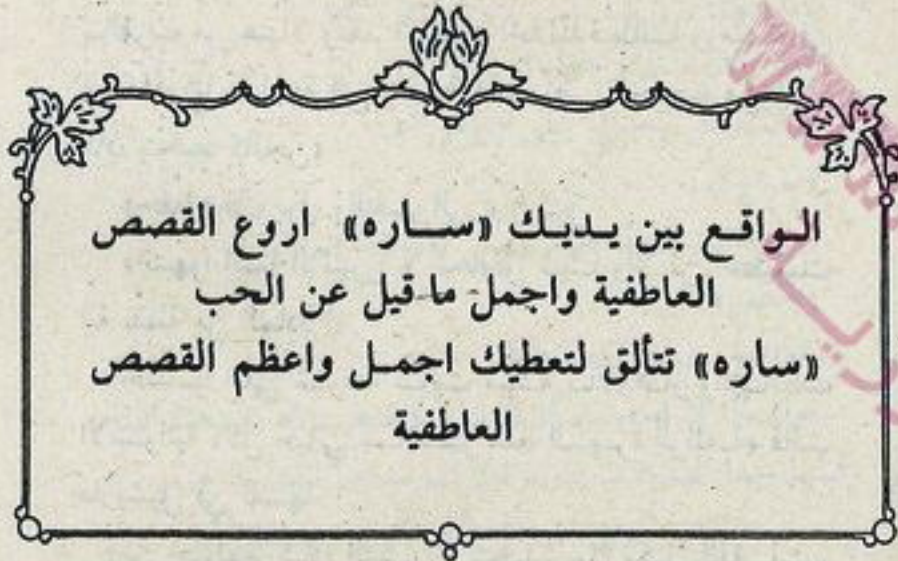 الواقع بين يديك «ساره» اروع القصص
العاطفية واجمل ما قيل عن الحب
«ساره» تتألق لتعطيك اجمل واعظم القصص
العاطفية